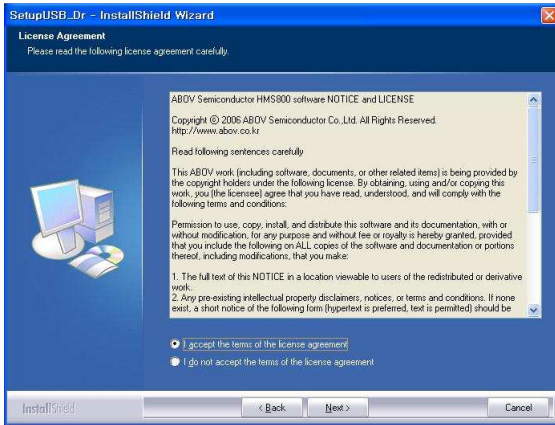 SetupUSB_Dr - InstallShield Wizard
License Agreement
Please read the following license agreement carefully.
ABOV Semiconductor HMS800 software NOTICE and LICENSE
Copyright © 2006 ABOV Semiconductor Co.,Ltd. All Rights Reserved.
http://www.abov.co.kr
Read following sentences carefully
This ABOV work (including software, documents, or other related items) is being provided by
the copyright holders under the following license. By obtaining, using and/or copying this
work, you (the licensee) agree that you have read, understood, and will comply with the
following terms and conditions:
Permission to use, copy, install, and distribute this software and its documentation, with or
without modification, for any purpose and without fee or royalty is hereby granted, provided
that you include the following on ALL copies of the software and documentation or portions
thereof, including modifications, that you make:
1. The full text of this NOTICE in a location viewable to users of the redistributed or derivative
work.
2. Any pre-existing intellectual property disclaimers, notices, or terms and conditions. If none
exist, a short notice of the following form (hypertext is preferred, text is permitted) should be
I accept the terms of the license agreement
I do not accept the terms of the license agreement
InstallShield
< Back
Next >
Cancel